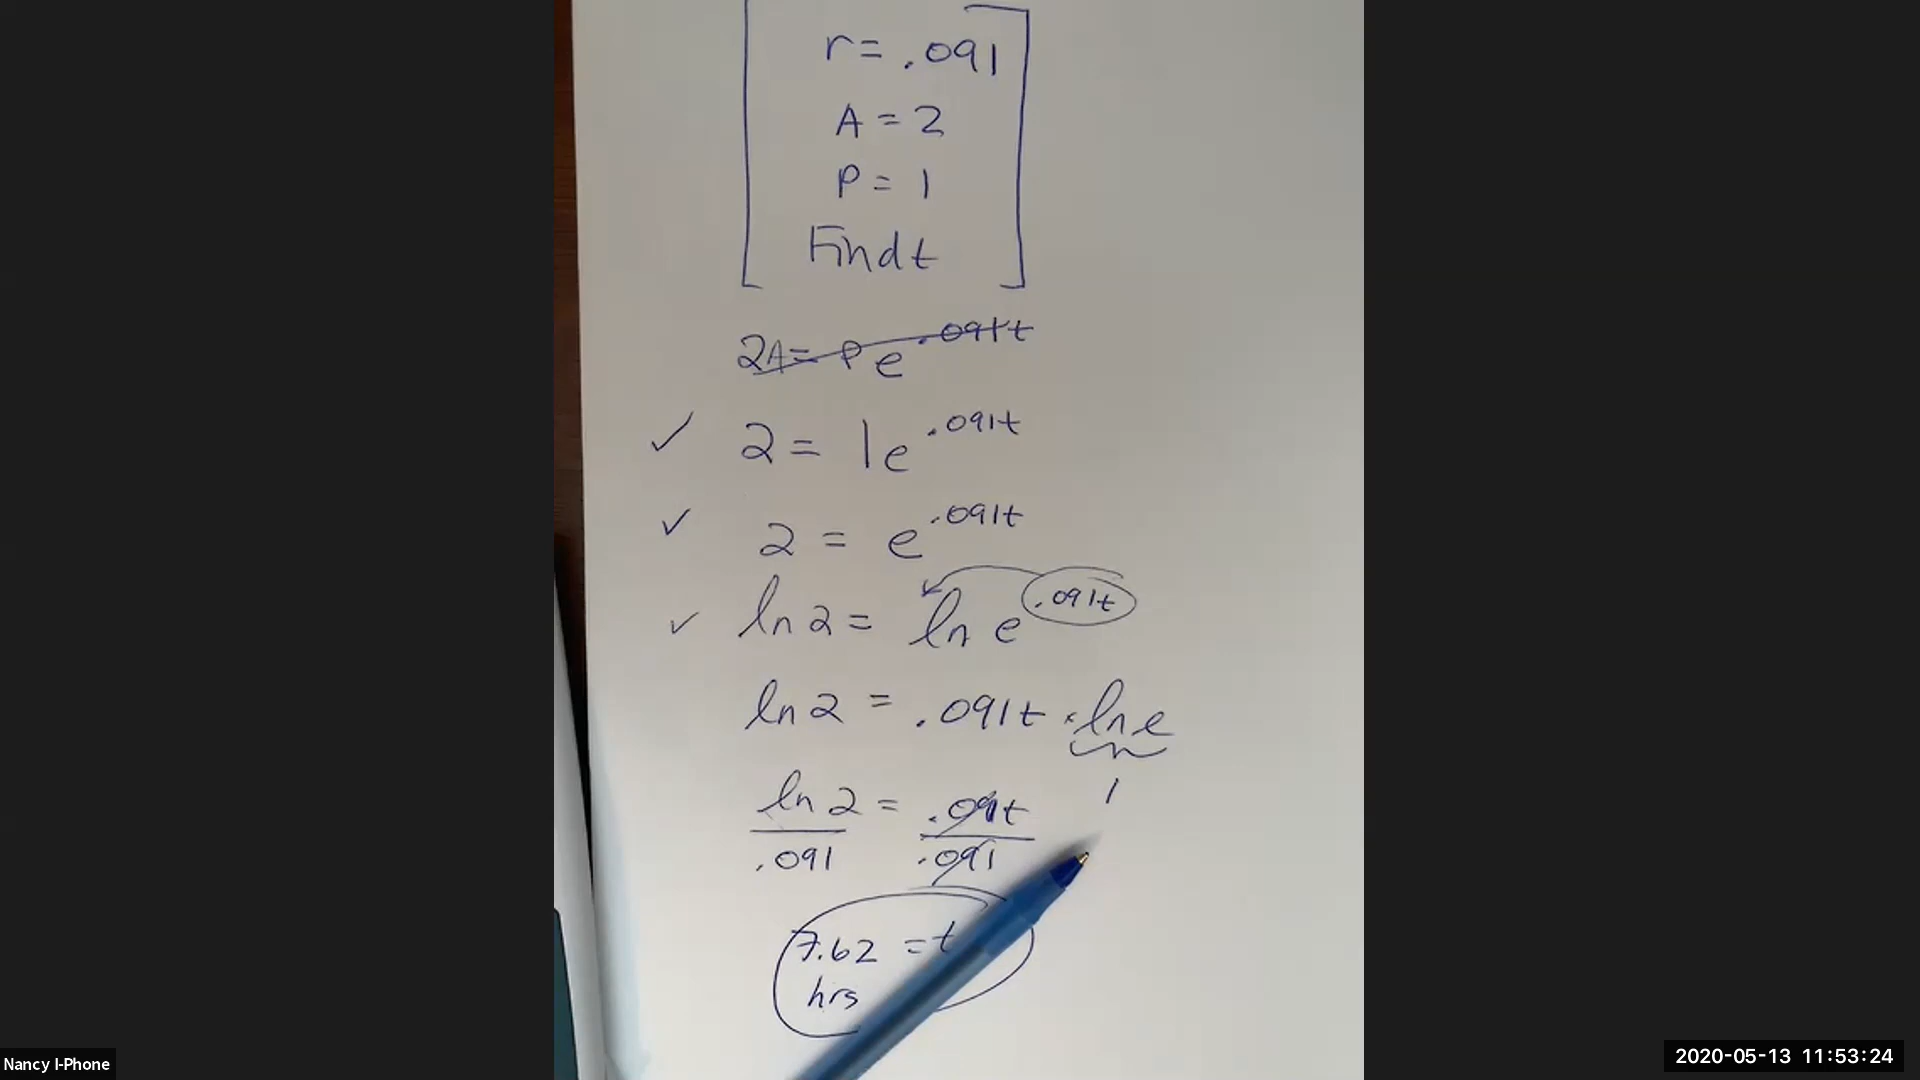 r = .091
A = 2
P = 1
Find t
2A = Pe^.091t
✓ 2 = 1e^.091t
✓ 2 = e^.091t
✓ ln 2 = ln e^.091t
ln 2 = .091t · ln e
1
ln 2 = .091t
.091 .091
7.62 = t
hrs
Nancy I-Phone
2020-05-13 11:53:24